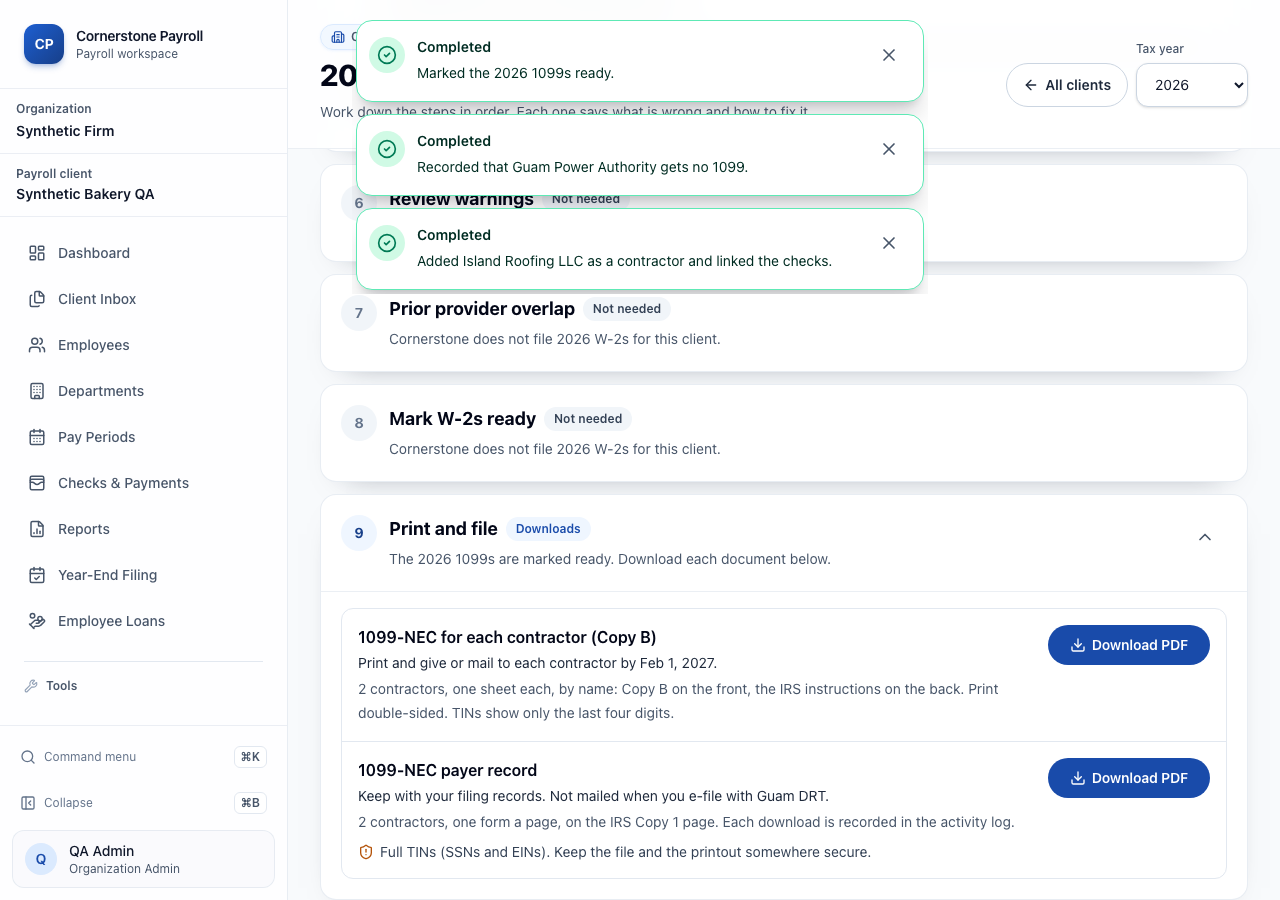 CP
Cornerstone Payroll
Payroll workspace
Organization
Synthetic Firm
Payroll client
Synthetic Bakery QA
Dashboard
Client Inbox
Employees
Departments
Pay Periods
Checks & Payments
Reports
Year-End Filing
Employee Loans
Tools
Command menu
⌘K
Collapse
⌘B
Q
QA Admin
Organization Admin
20
Work down the steps in order. Each one says what is wrong and how to fix it.
All clients
Tax year
2026
Completed
Marked the 2026 1099s ready.
Completed
Recorded that Guam Power Authority gets no 1099.
Completed
Added Island Roofing LLC as a contractor and linked the checks.
6
Review warnings
Not needed
7
Prior provider overlap
Not needed
Cornerstone does not file 2026 W-2s for this client.
8
Mark W-2s ready
Not needed
Cornerstone does not file 2026 W-2s for this client.
9
Print and file
Downloads
The 2026 1099s are marked ready. Download each document below.
1099-NEC for each contractor (Copy B)
Print and give or mail to each contractor by Feb 1, 2027.
2 contractors, one sheet each, by name: Copy B on the front, the IRS instructions on the back. Print
double-sided. TINs show only the last four digits.
Download PDF
1099-NEC payer record
Keep with your filing records. Not mailed when you e-file with Guam DRT.
2 contractors, one form a page, on the IRS Copy 1 page. Each download is recorded in the activity log.
Full TINs (SSNs and EINs). Keep the file and the printout somewhere secure.
Download PDF